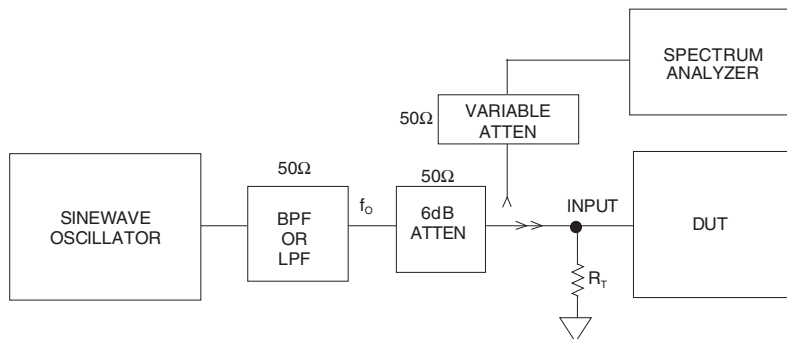 SPECTRUM
ANALYZER
50Ω
VARIABLE
ATTEN
50Ω
50Ω
SINEWAVE
OSCILLATOR
BPF
OR
LPF
fO
6dB
ATTEN
INPUT
DUT
RT